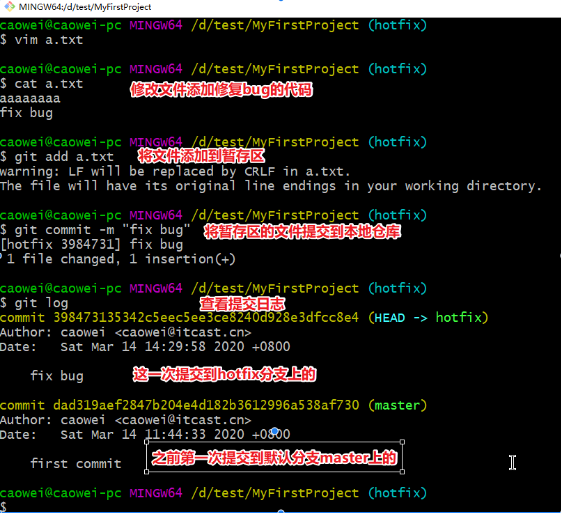 MINGW64:/d/test/MyFirstProject
caowei@caowei-pc MINGW64 /d/test/MyFirstProject (hotfix)
$ vim a.txt
caowei@caowei-pc MINGW64 /d/test/MyFirstProject (hotfix)
$ cat a.txt 修改文件添加修复bug的代码
aaaaaaaa
fix bug
caowei@caowei-pc MINGW64 /d/test/MyFirstProject (hotfix)
$ git add a.txt 将文件添加到暂存区
warning: LF will be replaced by CRLF in a.txt.
The file will have its original line endings in your working directory.
caowei@caowei-pc MINGW64 /d/test/MyFirstProject (hotfix)
$ git commit -m "fix bug" 将暂存区的文件提交到本地仓库
[hotfix 3984731] fix bug
1 file changed, 1 insertion(+)
caowei@caowei-pc MINGW64 /d/test/MyFirstProject (hotfix)
$ git log 查看提交日志
commit 398473135342c5eec5ee3ce8240d928e3dfcc8e4 (HEAD -> hotfix)
Author: caowei <caowei@itcast.cn>
Date: Sat Mar 14 14:29:58 2020 +0800
fix bug 这一次提交到hotfix分支上的
commit dad319aef2847b204e4d182b3612996a538af730 (master)
Author: caowei <caowei@itcast.cn>
Date: Sat Mar 14 11:44:33 2020 +0800
first commit 之前第一次提交到默认分支master上的
caowei@caowei-pc MINGW64 /d/test/MyFirstProject (hotfix)
$